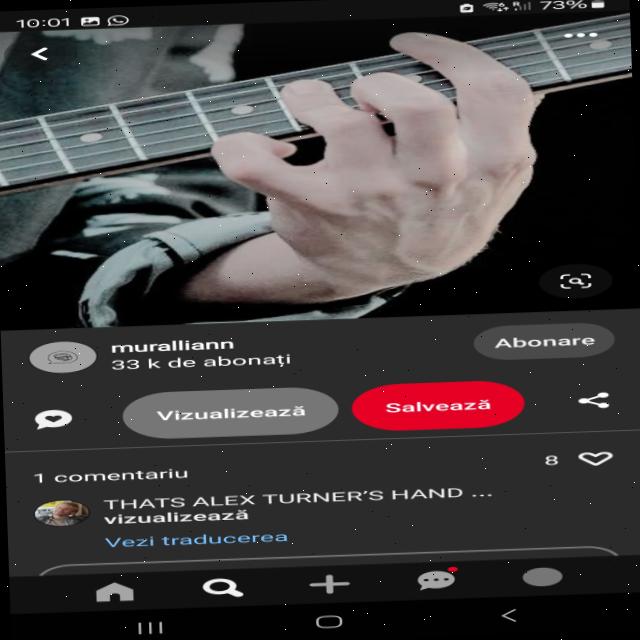 10:01
73%
muralliann
33 k de abonați
Abonare
Vizualizează
Salvează
1 comentariu
8
THATS ALEX TURNER'S HAND ...
vizualizează
Vezi traducerea